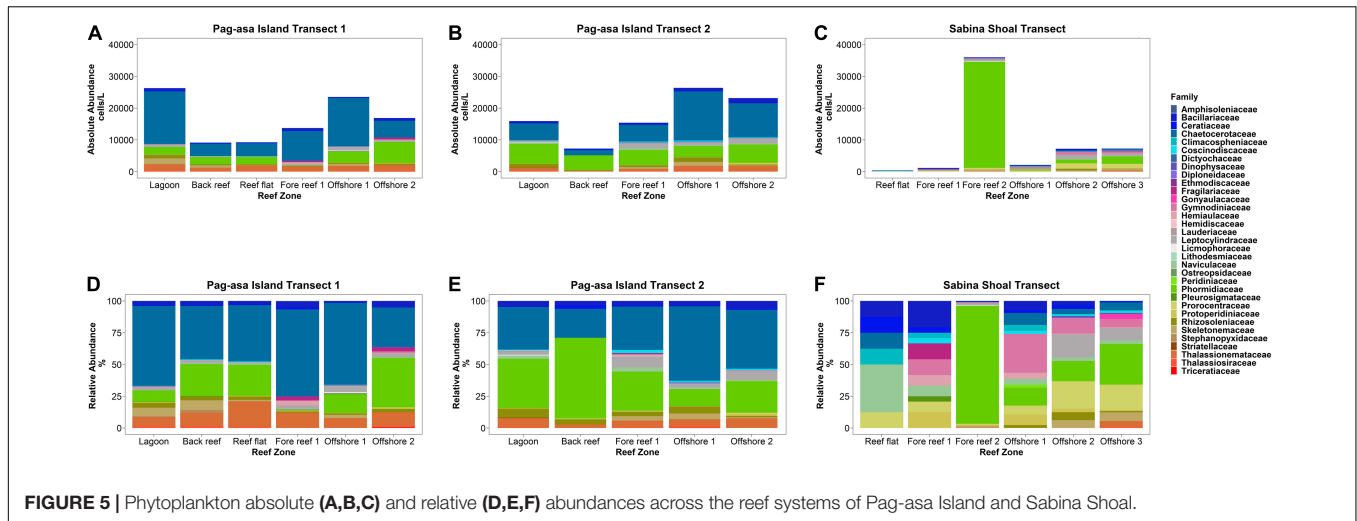 A
Pag-asa Island Transect 1
40000
30000
20000
10000
0
Absolute Abundance
cells/L
Lagoon Back reef Reef flat Fore reef 1 Offshore 1 Offshore 2
Reef Zone
B
Pag-asa Island Transect 2
40000
30000
20000
10000
0
Absolute Abundance
cells/L
Lagoon Back reef Fore reef 1 Offshore 1 Offshore 2
Reef Zone
C
Sabina Shoal Transect
40000
30000
20000
10000
0
Absolute Abundance
cells/L
Reef flat Fore reef 1 Fore reef 2 Offshore 1 Offshore 2 Offshore 3
Reef Zone
D
Pag-asa Island Transect 1
100
75
50
25
0
Relative Abundance
%
Lagoon Back reef Reef flat Fore reef 1 Offshore 1 Offshore 2
Reef Zone
E
Pag-asa Island Transect 2
100
75
50
25
0
Relative Abundance
%
Lagoon Back reef Fore reef 1 Offshore 1 Offshore 2
Reef Zone
F
Sabina Shoal Transect
100
75
50
25
0
Relative Abundance
%
Reef flat Fore reef 1 Fore reef 2 Offshore 1 Offshore 2 Offshore 3
Reef Zone
Family
Amphisoleniaceae
Bacillariaceae
Ceratiaceae
Chaetocerotaceae
Climacospheniaceae
Coscinodiscaceae
Dictyochaceae
Dinophysaceae
Diploneidaceae
Ethmodiscaceae
Fragilariaceae
Gonyaulacaceae
Gymnodiniaceae
Hemiaulaceae
Hemidiscaceae
Lauderiaceae
Leptocylindraceae
Licmophoraceae
Lithodesmiaceae
Naviculaceae
Ostreopsidaceae
Peridiniaceae
Phormidiaceae
Pleurosigmataceae
Prorocentraceae
Protoperidiniaceae
Rhizosoleniaceae
Skeletonemaceae
Stephanopyxidaceae
Striatellaceae
Thalassionemataceae
Thalassiosiraceae
Triceratiaceae
FIGURE 5 | Phytoplankton absolute (A,B,C) and relative (D,E,F) abundances across the reef systems of Pag-asa Island and Sabina Shoal.